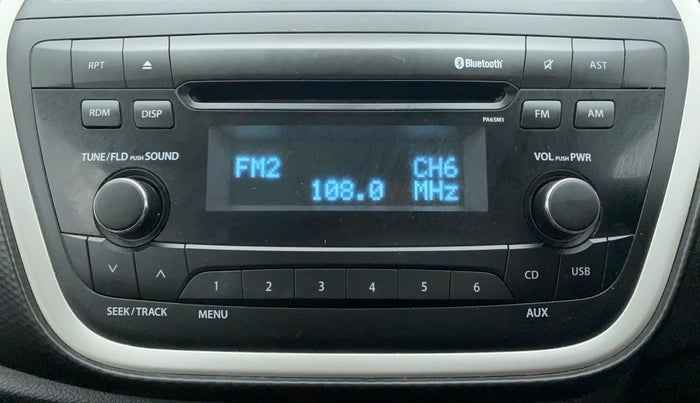 RPT
Bluetooth®
AST
RDM
DISP
PA65M1
FM
AM
TUNE/FLD PUSH SOUND
VOL PUSH PWR
FM2 CH6
108.0 MHz
1 2 3 4 5 6
CD
USB
SEEK/TRACK
MENU
AUX